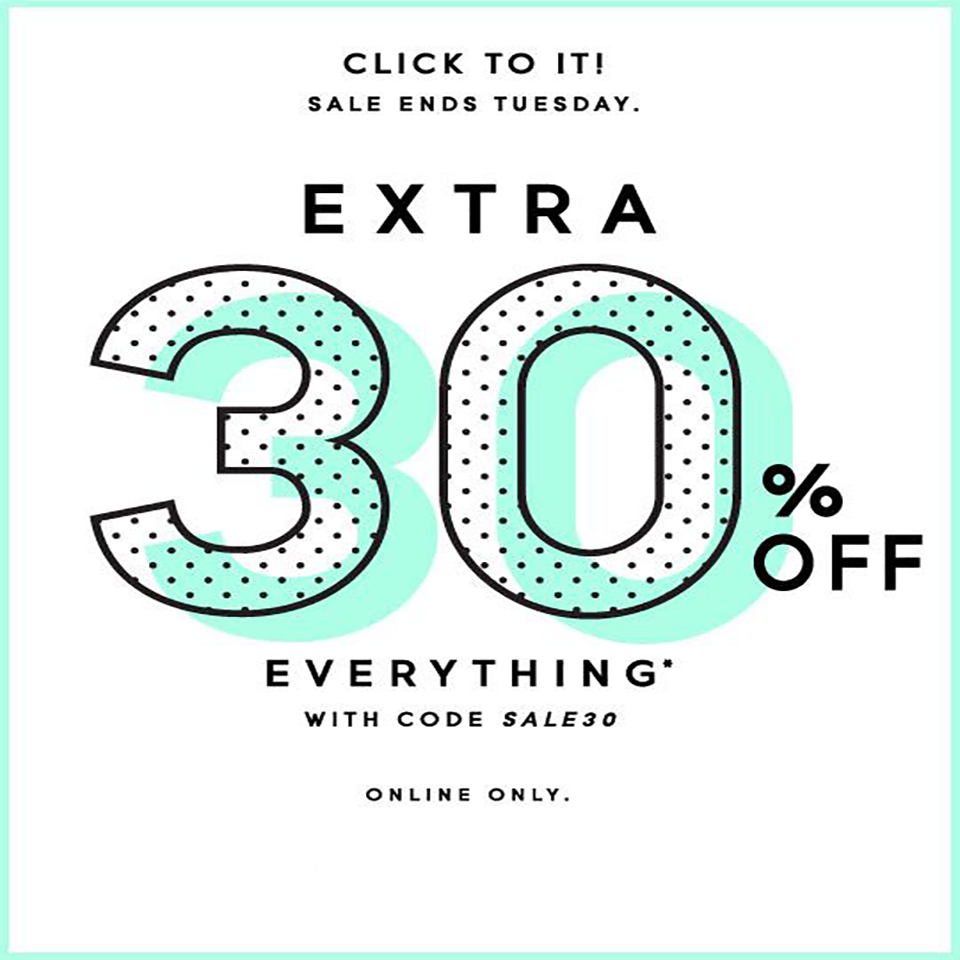 CLICK TO IT!
SALE ENDS TUESDAY.
EXTRA
30
%
OFF
EVERYTHING*
WITH CODE SALE30
ONLINE ONLY.